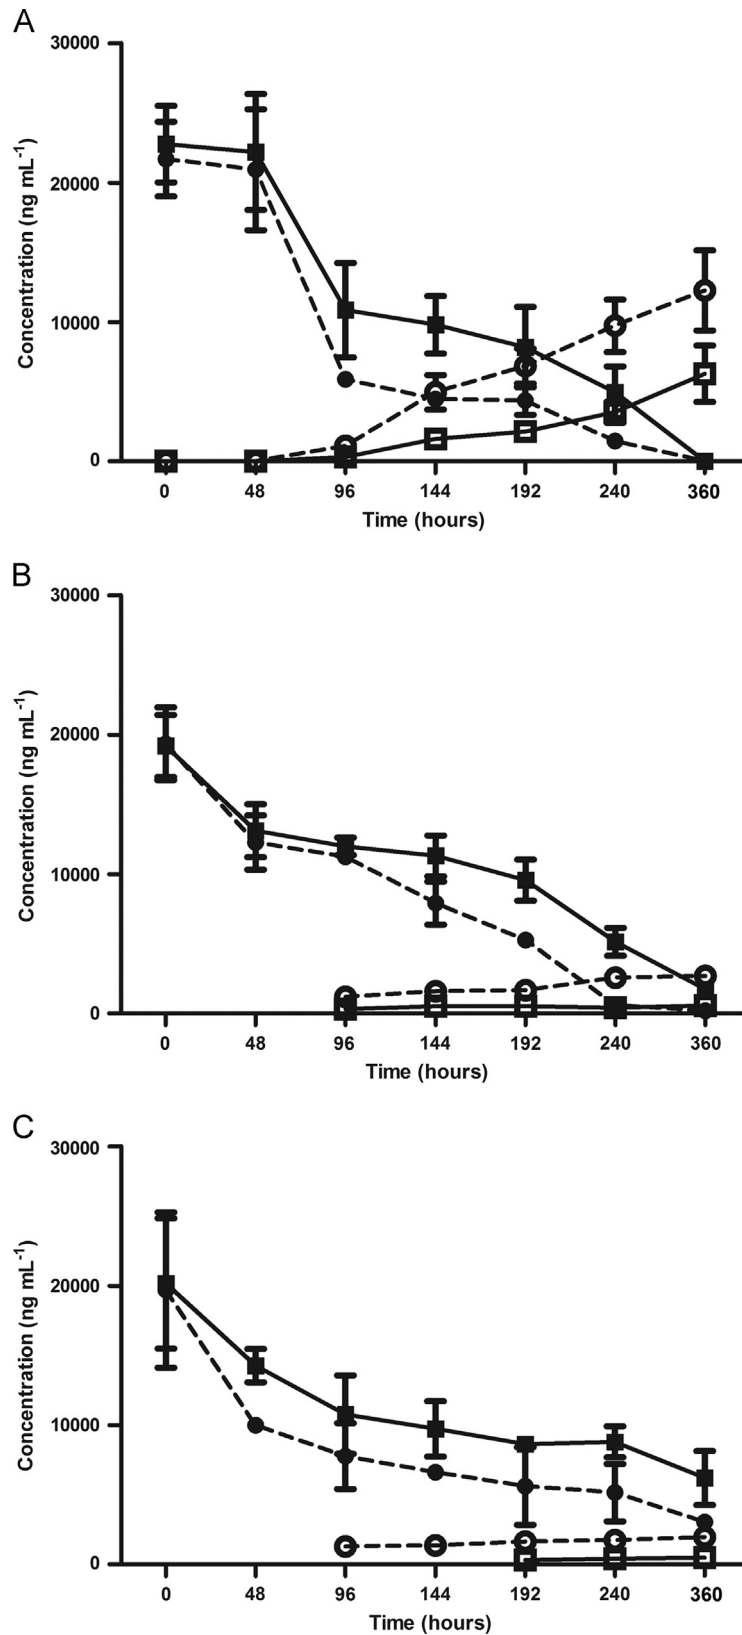 A
30000
20000
10000
0
Concentration (ng mL-1)
0 48 96 144 192 240 360
Time (hours)
B
30000
20000
10000
0
Concentration (ng mL-1)
0 48 96 144 192 240 360
Time (hours)
C
30000
20000
10000
0
Concentration (ng mL-1)
0 48 96 144 192 240 360
Time (hours)